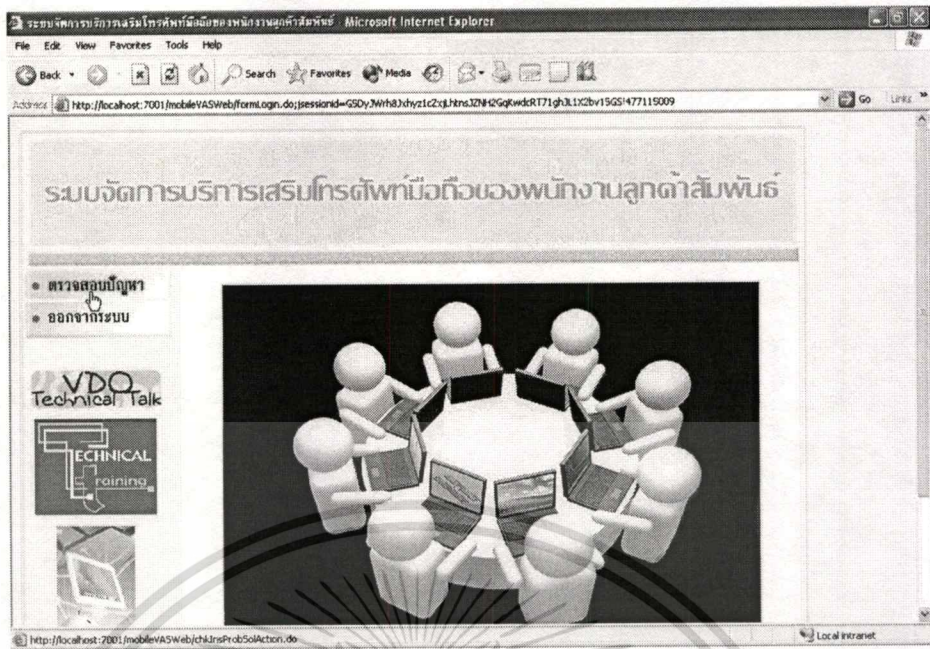 ระบบจัดการบริการเสริมโทรศัพท์มือถือของพนักงานลูกค้าสัมพันธ์ - Microsoft Internet Explorer
File Edit View Favorites Tools Help
Back Search Favorites Media
Address http://localhost:7001/mobileVASWeb/formLogin.do;jsessionid= Go Links »
ระบบจัดการบริการเสริมโทรศัพท์มือถือของพนักงานลูกค้าสัมพันธ์
ตรวจสอบปัญหา
ออกจากระบบ
VDO
Technical Talk
TECHNICAL
Training
http://localhost:7001/mobileVASWeb/chkInsProbSolAction.do Local intranet